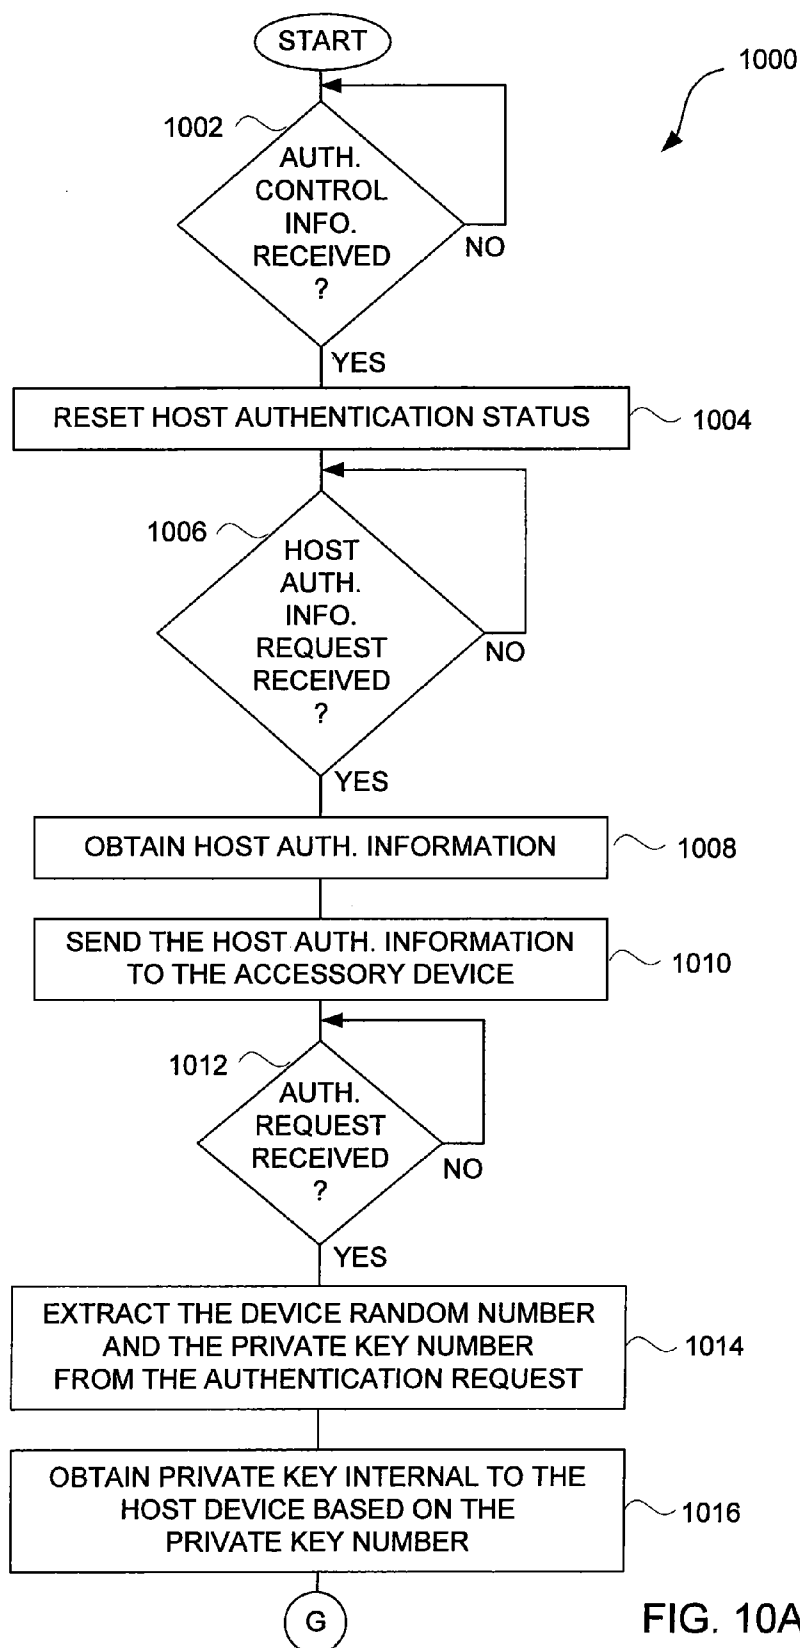 START
1000
1002
AUTH.
CONTROL
INFO.
RECEIVED
?
NO
YES
RESET HOST AUTHENTICATION STATUS
1004
1006
HOST
AUTH.
INFO.
REQUEST
RECEIVED
?
NO
YES
OBTAIN HOST AUTH. INFORMATION
1008
SEND THE HOST AUTH. INFORMATION
TO THE ACCESSORY DEVICE
1010
1012
AUTH.
REQUEST
RECEIVED
?
NO
YES
EXTRACT THE DEVICE RANDOM NUMBER
AND THE PRIVATE KEY NUMBER
FROM THE AUTHENTICATION REQUEST
1014
OBTAIN PRIVATE KEY INTERNAL TO THE
HOST DEVICE BASED ON THE
PRIVATE KEY NUMBER
1016
G
FIG. 10A